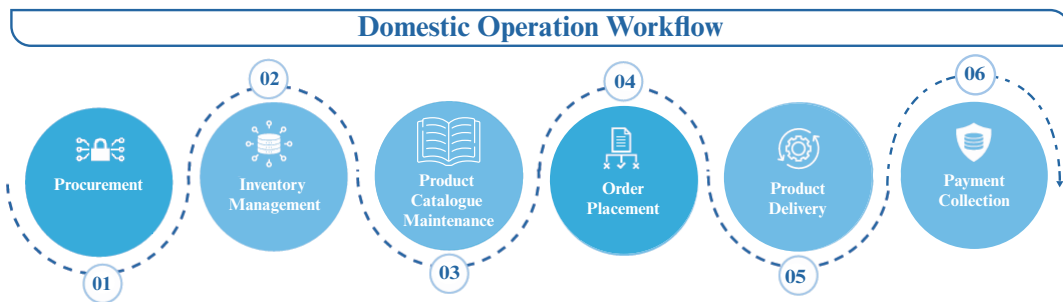 Domestic Operation Workflow
02
04
06
Procurement
Inventory
Management
Product
Catalogue
Maintenance
Order
Placement
Product
Delivery
Payment
Collection
01
03
05